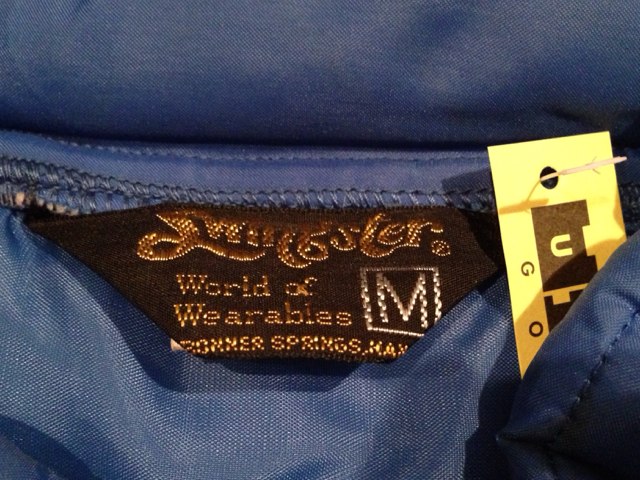 Swingster®
World of
Wearables
M
BONNER SPRINGS, KAN
U
G
O